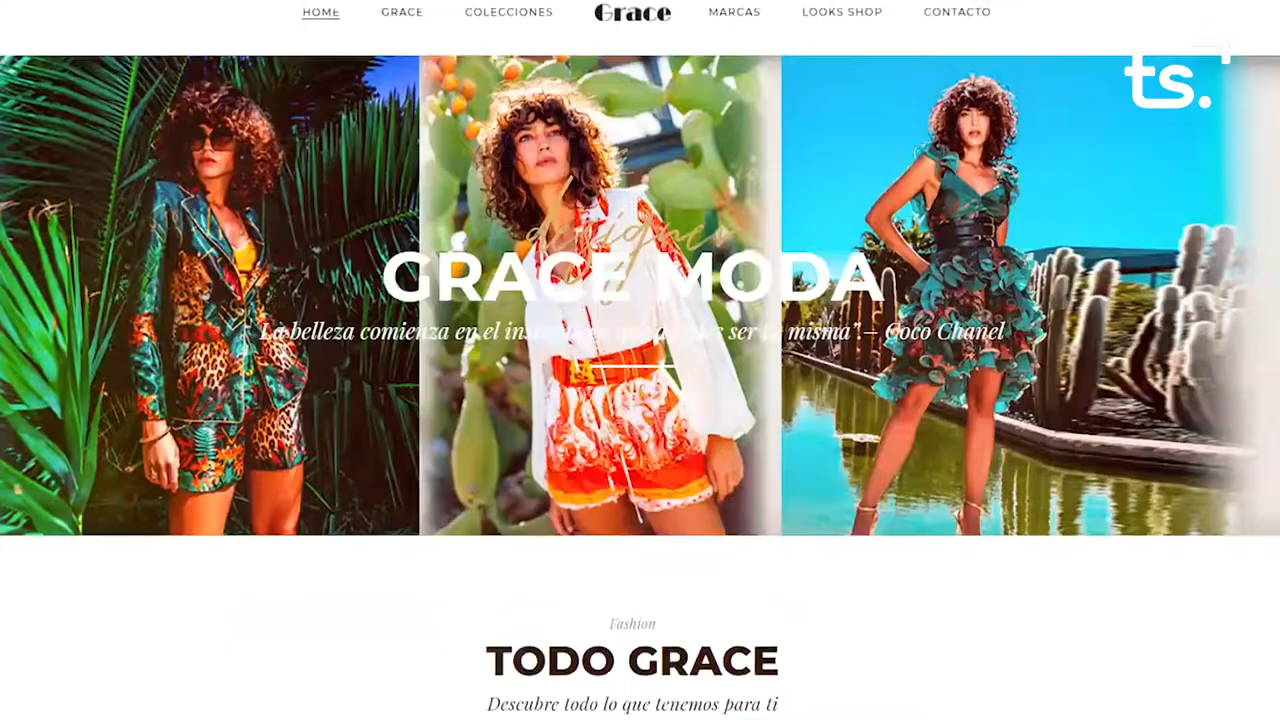 HOME GRACE COLECCIONES Grace MARCAS LOOKS SHOP CONTACTO
ts.
designer
GRACE MODA
"La belleza comienza en el ser misma" – Coco Chanel
Fashion
TODO GRACE
Descubre todo lo que tenemos para ti